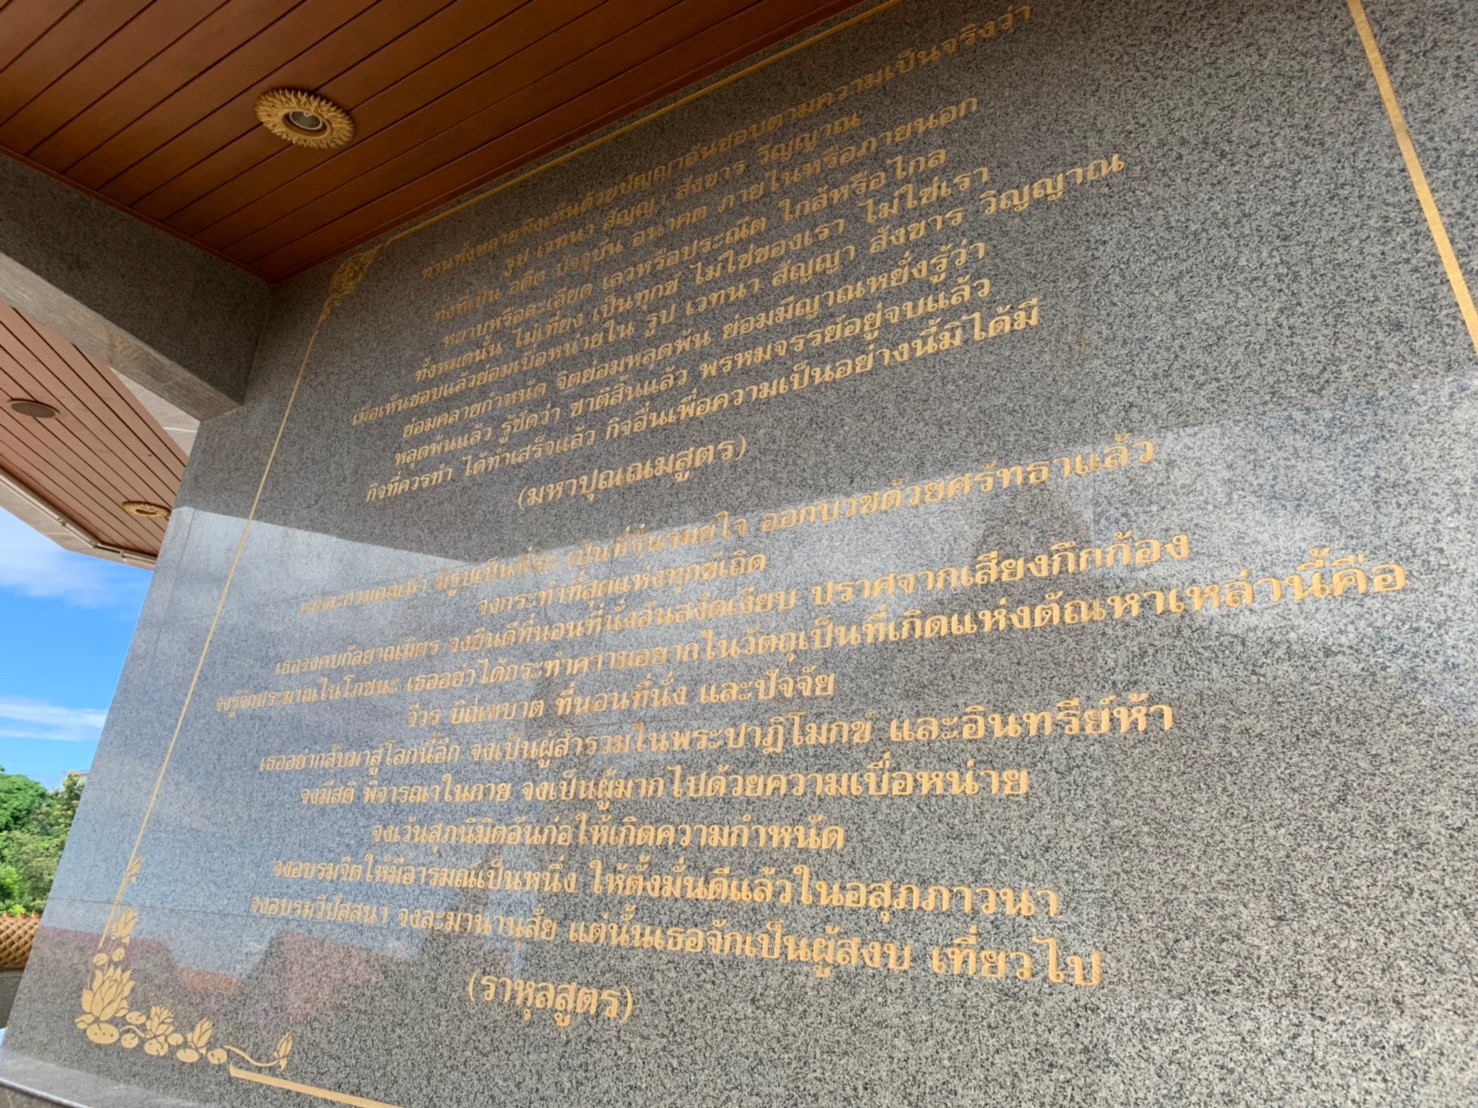 ท่านทั้งหลายพึงเห็นด้วยปัญญาอันชอบตามความเป็นจริงว่า
รูป เวทนา สัญญา สังขาร วิญญาณ
ทั้งที่เป็น อดีต ปัจจุบัน อนาคต ภายในหรือภายนอก
หยาบหรือละเอียด เลวหรือประณีต ใกล้หรือไกล
ทั้งหมดนั้น ไม่เที่ยง เป็นทุกข์ ไม่ใช่ของเรา ไม่ใช่เรา
เมื่อเห็นชอบแล้วย่อมเบื่อหน่ายใน รูป เวทนา สัญญา สังขาร วิญญาณ
ย่อมคลายกำหนัด จิตย่อมหลุดพ้น ย่อมมีญาณหยั่งรู้ว่า
หลุดพ้นแล้ว รู้ชัดว่า ชาติสิ้นแล้ว พรหมจรรย์อยู่จบแล้ว
กิจที่ควรทำ ได้ทำเสร็จแล้ว กิจอื่นเพื่อความเป็นอย่างนี้มิได้มี
(มหาปุณณมสูตร)
เธอละกามคุณห้า มีรูปเป็นที่รัก เป็นที่รื่นรมย์ใจ ออกบวชด้วยศรัทธาแล้ว
จงกระทำที่สุดแห่งทุกข์เถิด
เธอจงคบกัลยาณมิตร จงยินดีที่นอนที่นั่งอันสงัดเงียบ ปราศจากเสียงกึกก้อง
จงรู้จักประมาณในโภชนะ เธออย่าได้กระทำความอยากในวัตถุเป็นที่เกิดแห่งตัณหาเหล่านี้คือ
จีวร บิณฑบาต ที่นอนที่นั่ง และปัจจัย
เธออย่ากลับมาสู่โลกนี้อีก จงเป็นผู้สำรวมในพระปาฏิโมกข์ และอินทรีย์ห้า
จงมีสติ พิจารณาในกาย จงเป็นผู้มากไปด้วยความเบื่อหน่าย
จงเว้นสุภนิมิตอันก่อให้เกิดความกำหนัด
จงอบรมจิตให้มีอารมณ์เป็นหนึ่ง ให้ตั้งมั่นดีแล้วในอสุภภาวนา
จงอบรมวิปัสสนา จงละมานานุสัย แต่นั้นเธอจักเป็นผู้สงบ เที่ยวไป
(ราหุลสูตร)